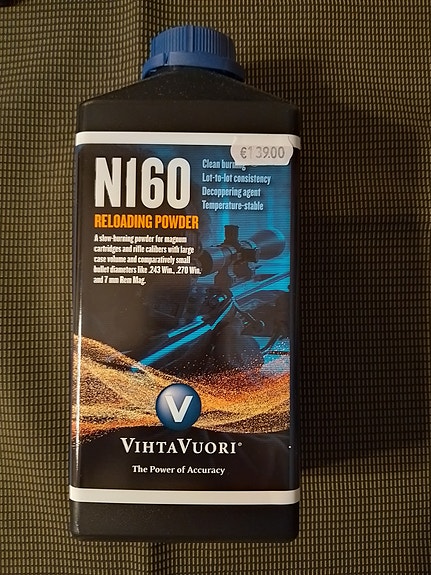 €139.00
N160
RELOADING POWDER
Clean burning
Lot-to-lot consistency
Decoppering agent
Temperature-stable
A slow-burning powder for magnum
cartridges and rifle calibers with large
case volume and comparatively small
bullet diameters like .243 Win., .270 Win.
and 7 mm Rem Mag.
V
VIHTAVUORI®
The Power of Accuracy